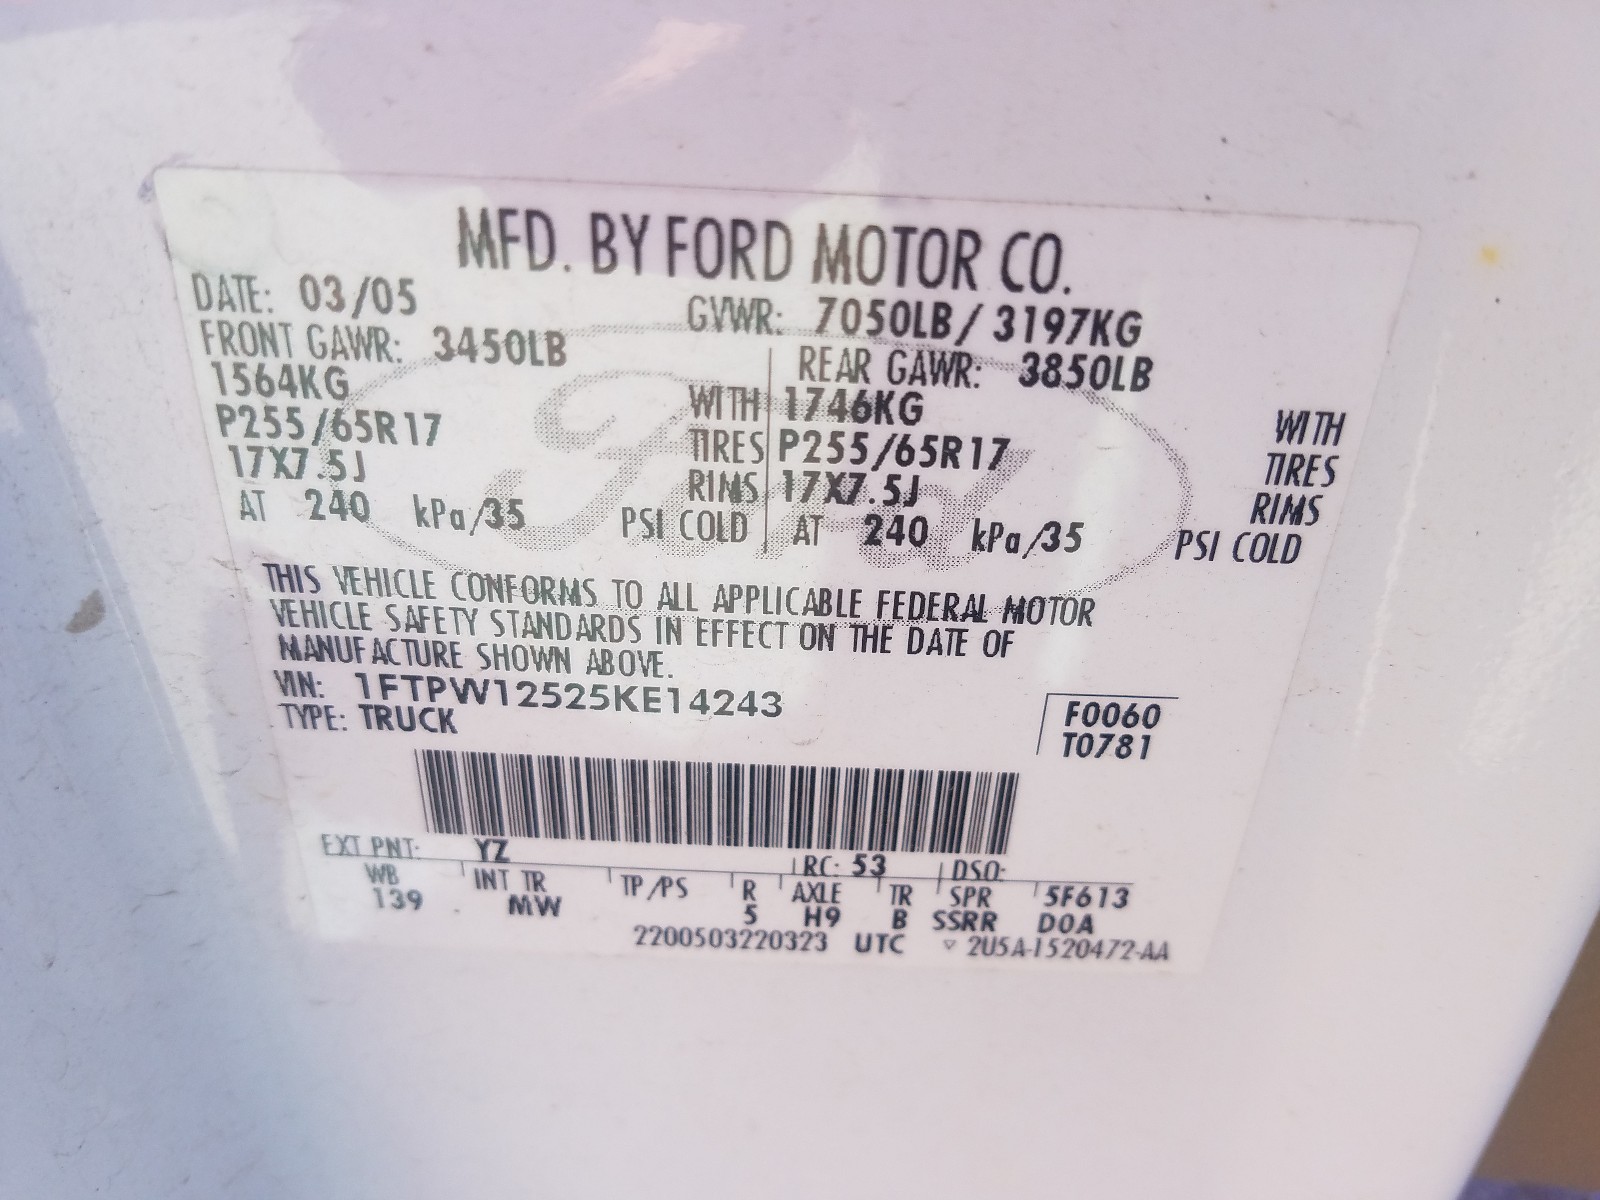 MFD. BY FORD MOTOR CO.
DATE: 03/05 GVWR: 7050LB/ 3197KG
FRONT GAWR: 3450LB REAR GAWR: 3850LB
1564KG WITH 1746KG WITH
P255/65R17 TIRES P255/65R17 TIRES
17X7.5J RIMS 17X7.5J RIMS
AT 240 kPa/35 PSI COLD AT 240 kPa/35 PSI COLD
THIS VEHICLE CONFORMS TO ALL APPLICABLE FEDERAL MOTOR
VEHICLE SAFETY STANDARDS IN EFFECT ON THE DATE OF
MANUFACTURE SHOWN ABOVE.
VIN: 1FTPW12525KE14243
TYPE: TRUCK
F0060
T0781
EXT PNT: YZ RC: 53 DSO:
WB INT TR TP/PS R AXLE TR SPR 5F613
139 MW 5 H9 B SSRR DOA
2200503220323 UTC ▽ 2U5A-1520472-AA
Ford